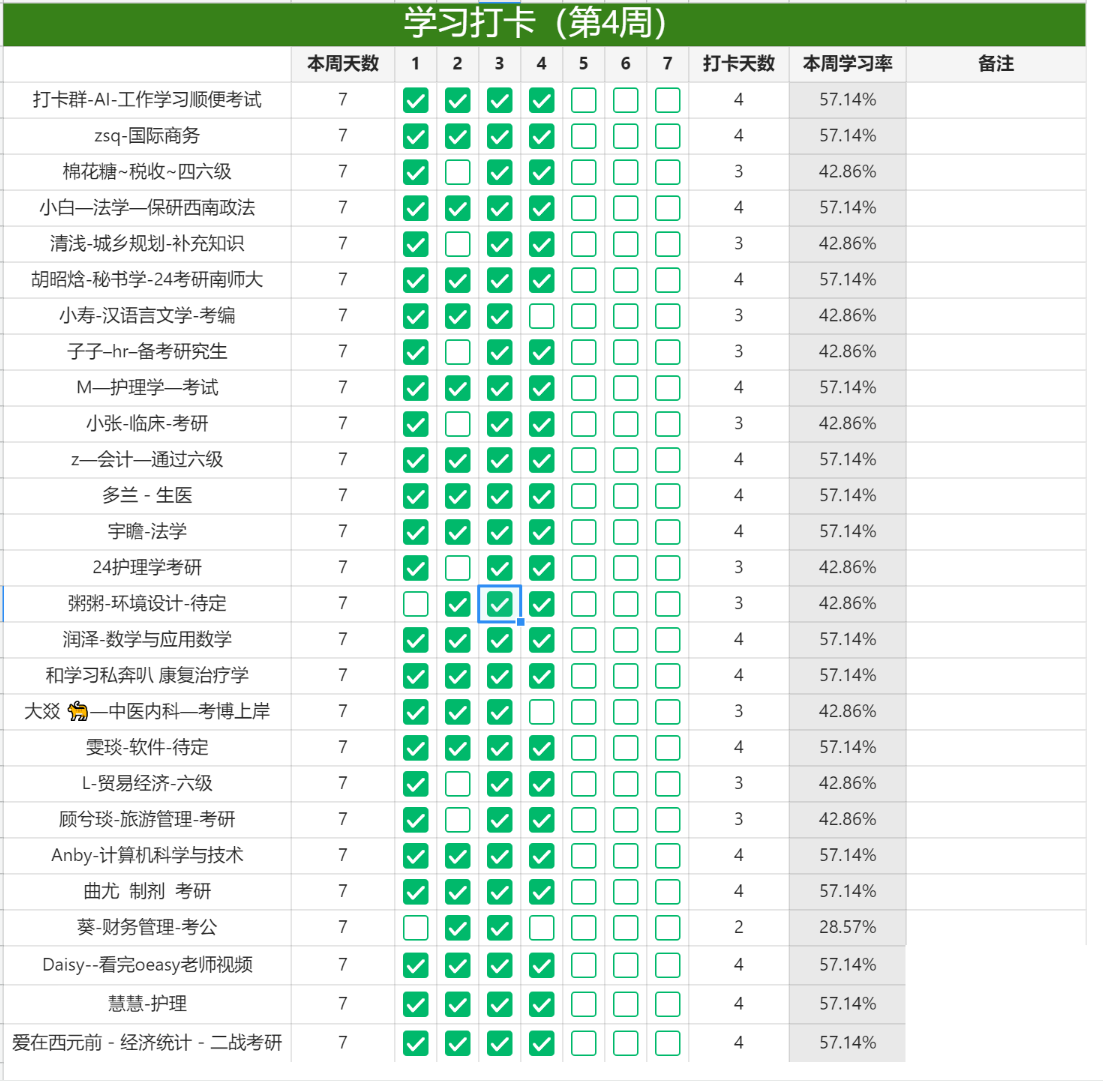 学习打卡（第4周）
本周天数 1 2 3 4 5 6 7 打卡天数 本周学习率 备注
打卡群-AI-工作学习顺便考试 7 4 57.14%
zsq-国际商务 7 4 57.14%
棉花糖~税收~四六级 7 3 42.86%
小白—法学—保研西南政法 7 4 57.14%
清浅-城乡规划-补充知识 7 3 42.86%
胡昭焓-秘书学-24考研南师大 7 4 57.14%
小寿-汉语言文学-考编 7 3 42.86%
子子–hr–备考研究生 7 3 42.86%
M—护理学—考试 7 4 57.14%
小张-临床-考研 7 3 42.86%
z—会计—通过六级 7 4 57.14%
多兰 - 生医 7 4 57.14%
宇瞻-法学 7 4 57.14%
24护理学考研 7 3 42.86%
粥粥-环境设计-待定 7 3 42.86%
润泽-数学与应用数学 7 4 57.14%
和学习私奔叭 康复治疗学 7 4 57.14%
大燚 🐅—中医内科—考博上岸 7 3 42.86%
雯琰-软件-待定 7 4 57.14%
L-贸易经济-六级 7 3 42.86%
顾兮琰-旅游管理-考研 7 3 42.86%
Anby-计算机科学与技术 7 4 57.14%
曲尤 制剂 考研 7 4 57.14%
葵-财务管理-考公 7 2 28.57%
Daisy--看完oeasy老师视频 7 4 57.14%
慧慧-护理 7 4 57.14%
爱在西元前 - 经济统计 - 二战考研 7 4 57.14%